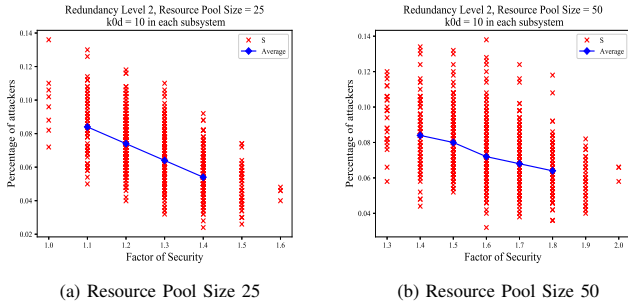 Redundancy Level 2, Resource Pool Size = 25
k0d = 10 in each subsystem
S
Average
Percentage of attackers
0.14
0.12
0.10
0.08
0.06
0.04
0.02
1.0 1.1 1.2 1.3 1.4 1.5 1.6
Factor of Security
(a) Resource Pool Size 25
Redundancy Level 2, Resource Pool Size = 50
k0d = 10 in each subsystem
S
Average
Percentage of attackers
0.14
0.12
0.10
0.08
0.06
0.04
1.3 1.4 1.5 1.6 1.7 1.8 1.9 2.0
Factor of Security
(b) Resource Pool Size 50